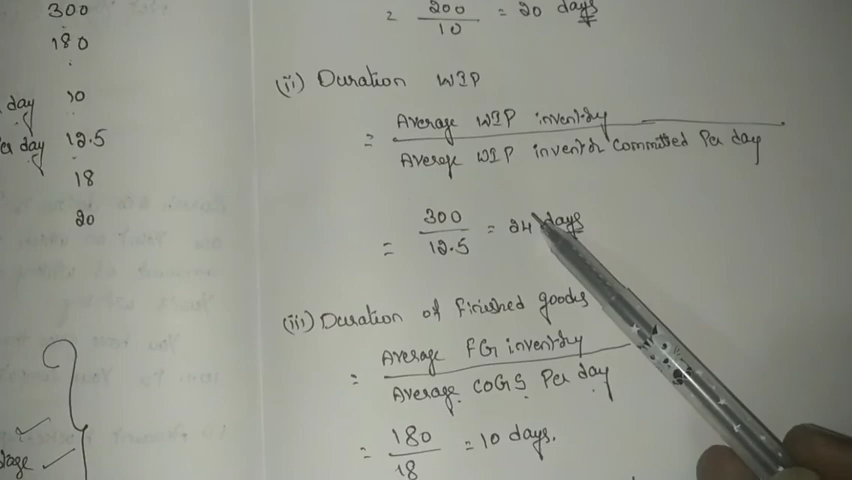 300
180
day 10
er day 12.5
18
20
= 200 / 10 = 20 days
(ii) Duration WIP
= Average WIP inventory
Average WIP inventr committed Per day
= 300 / 12.5 = 24 days
(iii) Duration of finished goods
= Average FG inventory
Average COGS Per day
= 180 / 18 = 10 days.